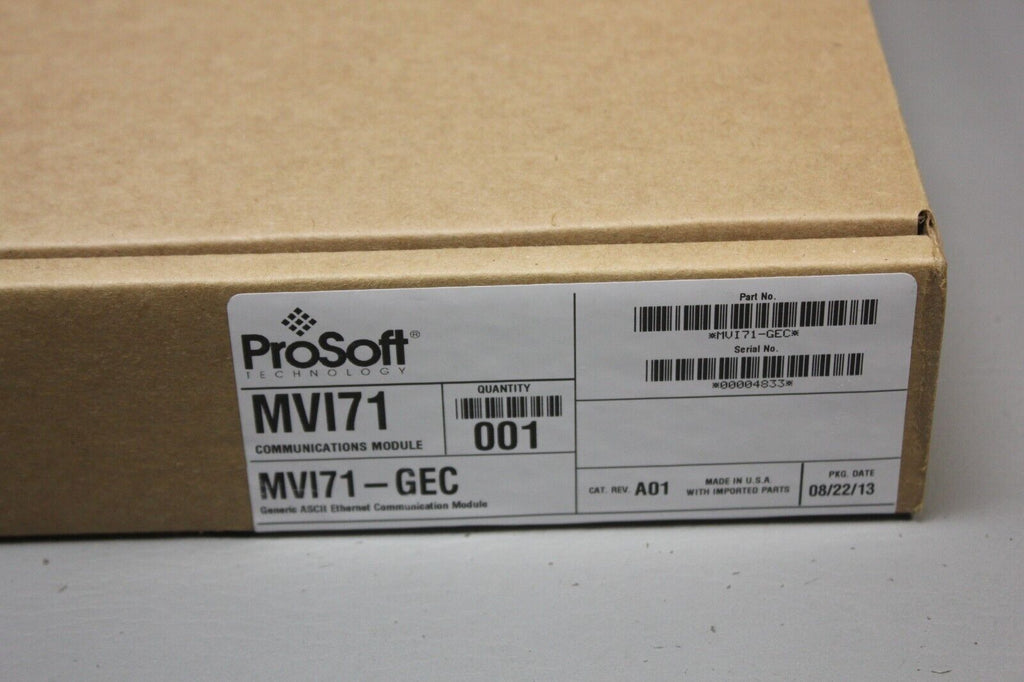 ProSoft®
TECHNOLOGY
MVI71
COMMUNICATIONS MODULE
QUANTITY
001
MVI71-GEC
Generic ASCII Ethernet Communication Module
Part No.
*MVI71-GEC*
Serial No.
*00004833*
CAT. REV. A01
MADE IN U.S.A.
WITH IMPORTED PARTS
PKG. DATE
08/22/13